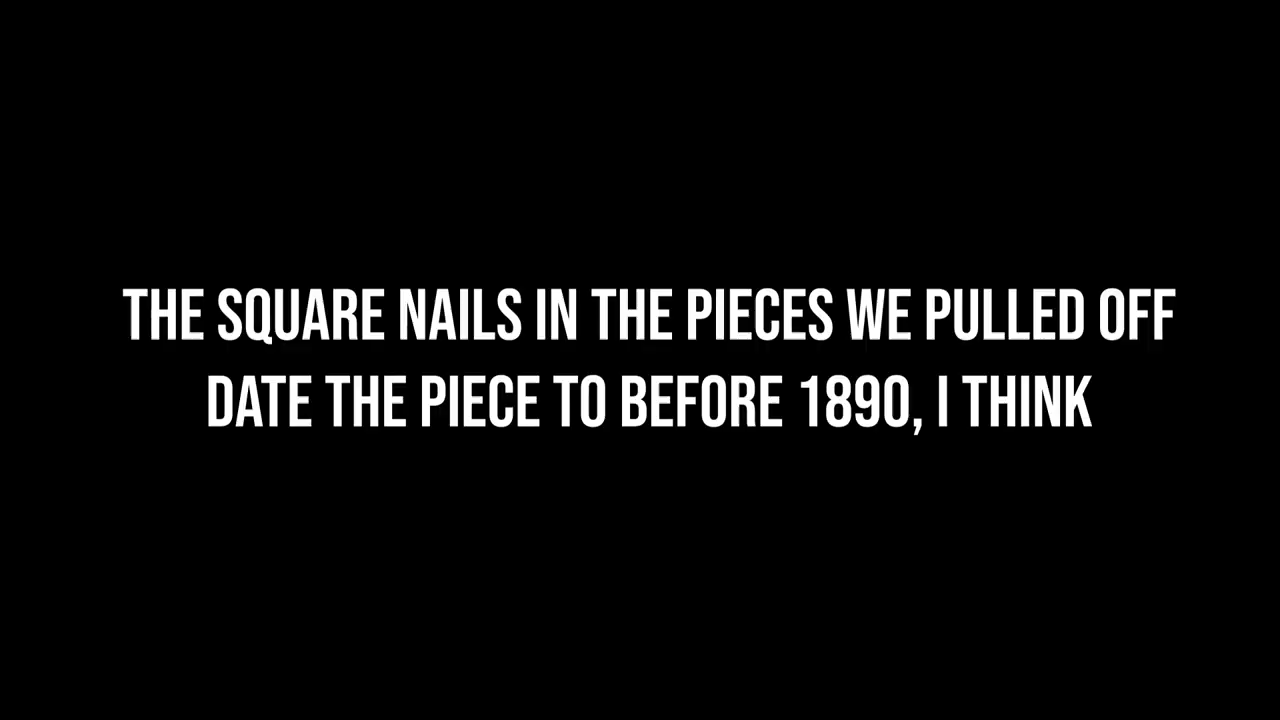 THE SQUARE NAILS IN THE PIECES WE PULLED OFF
DATE THE PIECE TO BEFORE 1890, I THINK